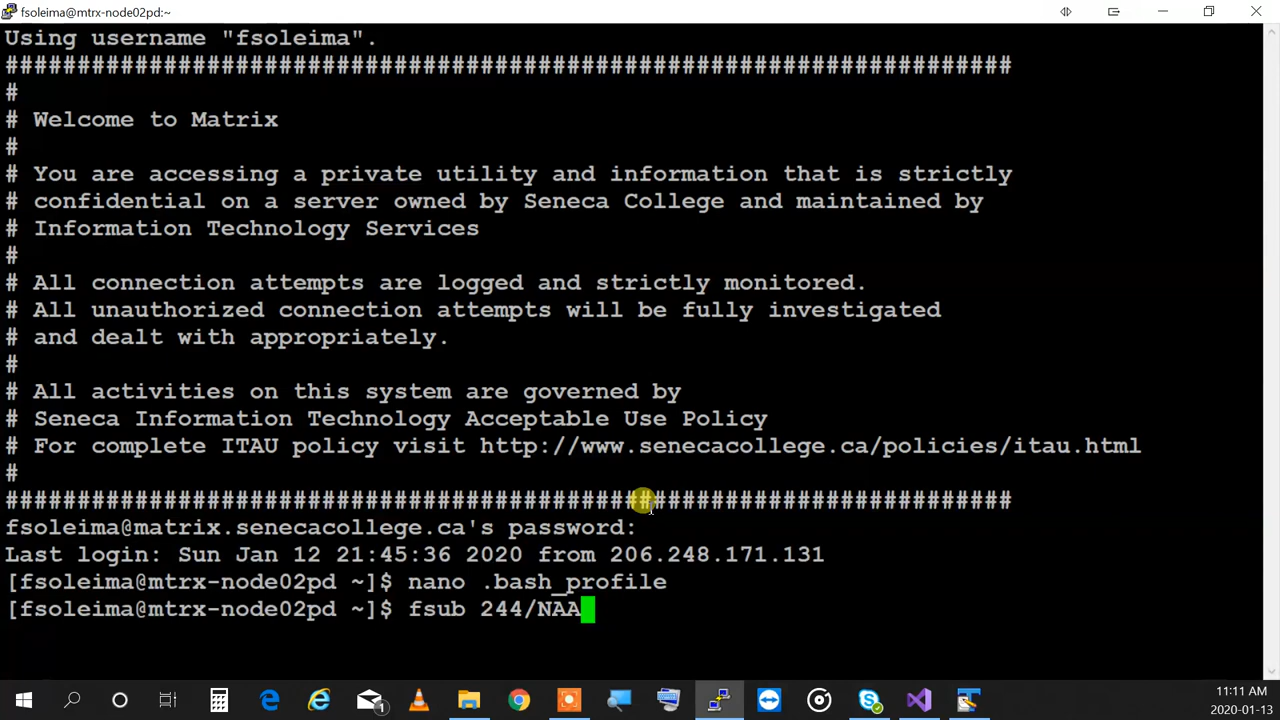 fsoleima@mtrx-node02pd:~
Using username "fsoleima".
######################################################################
#
# Welcome to Matrix
#
# You are accessing a private utility and information that is strictly
# confidential on a server owned by Seneca College and maintained by
# Information Technology Services
#
# All connection attempts are logged and strictly monitored.
# All unauthorized connection attempts will be fully investigated
# and dealt with appropriately.
#
# All activities on this system are governed by
# Seneca Information Technology Acceptable Use Policy
# For complete ITAU policy visit http://www.senecacollege.ca/policies/itau.html
#
######################################################################
fsoleima@matrix.senecacollege.ca's password:
Last login: Sun Jan 12 21:45:36 2020 from 206.248.171.131
[fsoleima@mtrx-node02pd ~]$ nano .bash_profile
[fsoleima@mtrx-node02pd ~]$ fsub 244/NAA
1
11:11 AM
2020-01-13